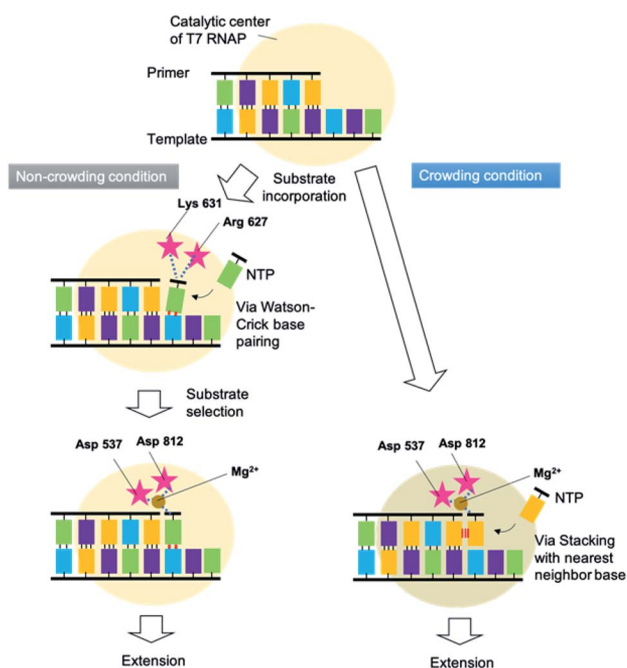 Catalytic center
of T7 RNAP
Primer
Template
Non-crowding condition
Substrate
incorporation
Crowding condition
Lys 631
Arg 627
NTP
Via Watson-
Crick base
pairing
Substrate
selection
Asp 537
Asp 812
Mg²⁺
Asp 537
Asp 812
Mg²⁺
NTP
Via Stacking
with nearest
neighbor base
Extension
Extension